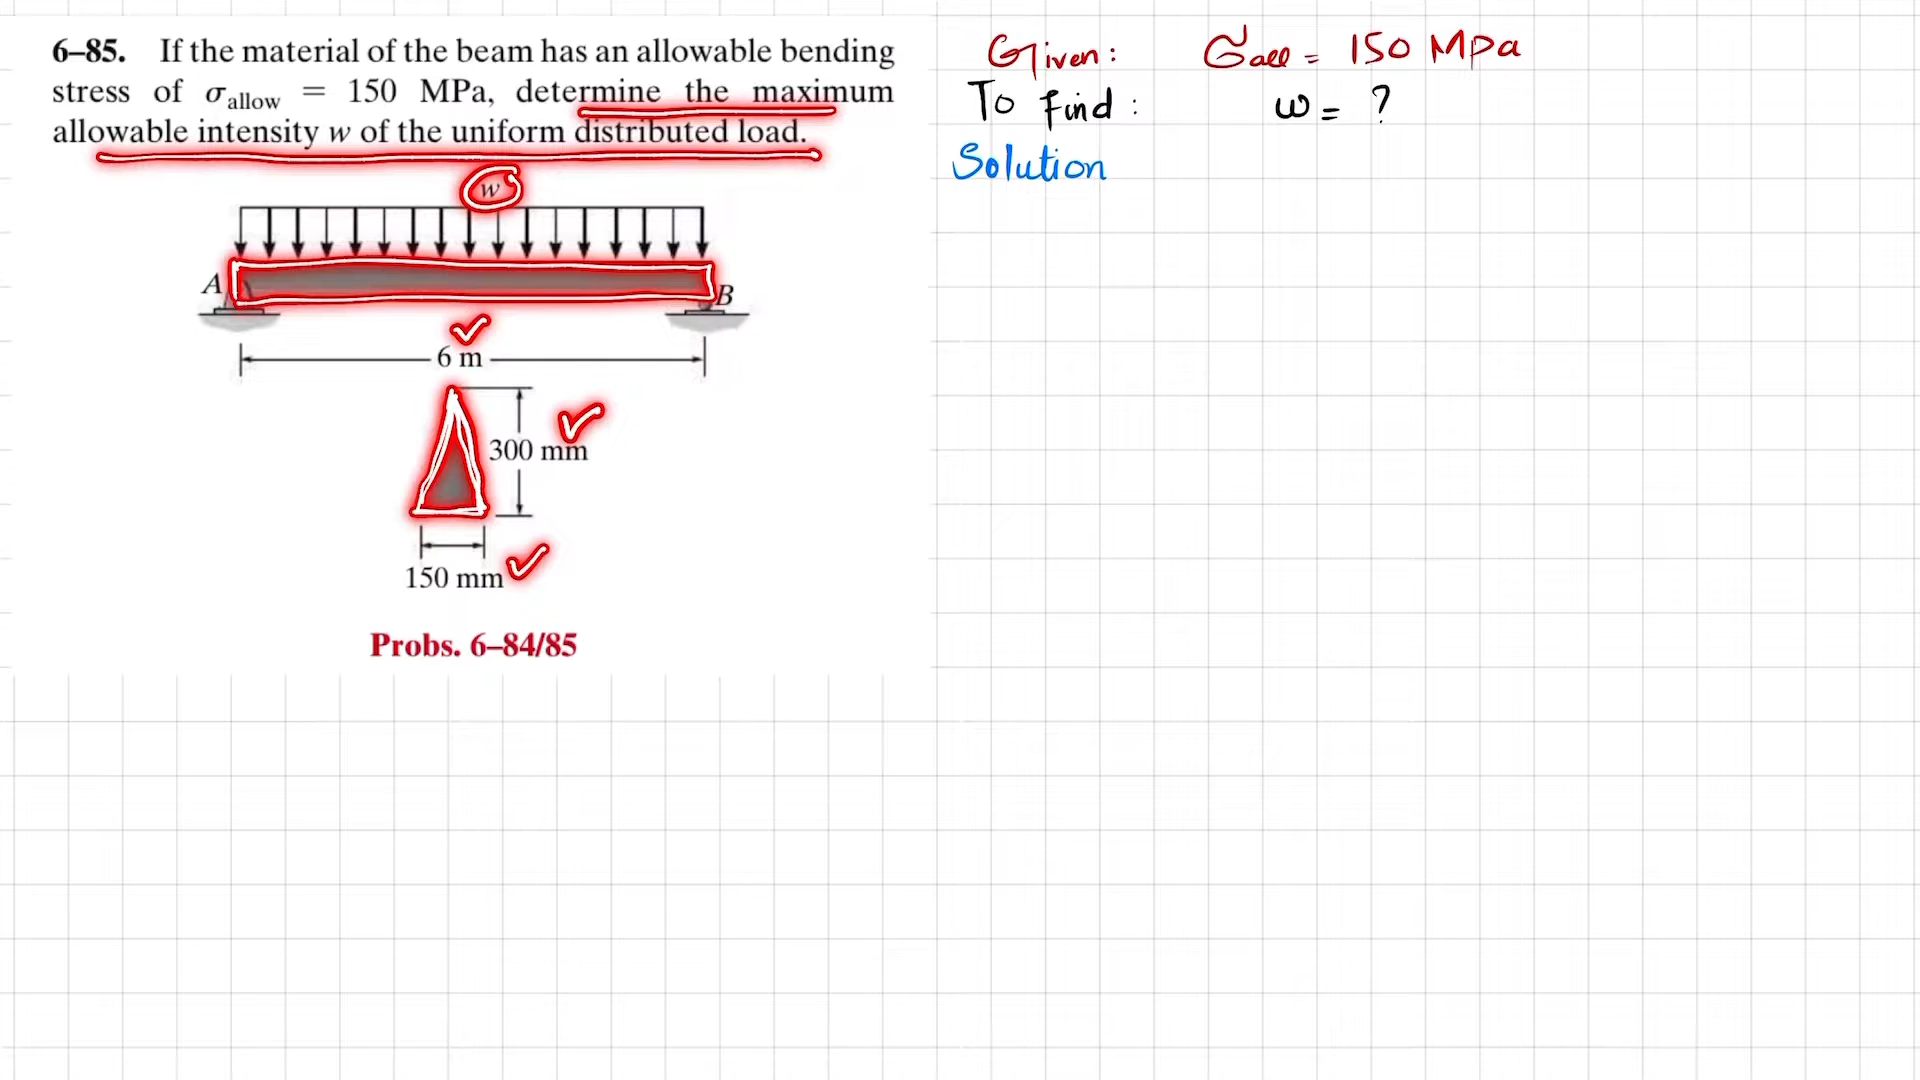 6–85. If the material of the beam has an allowable bending
stress of σallow = 150 MPa, determine the maximum
allowable intensity w of the uniform distributed load.
w
A
B
6 m
300 mm
150 mm
Probs. 6–84/85
Given: σall = 150 MPa
To find: w = ?
Solution